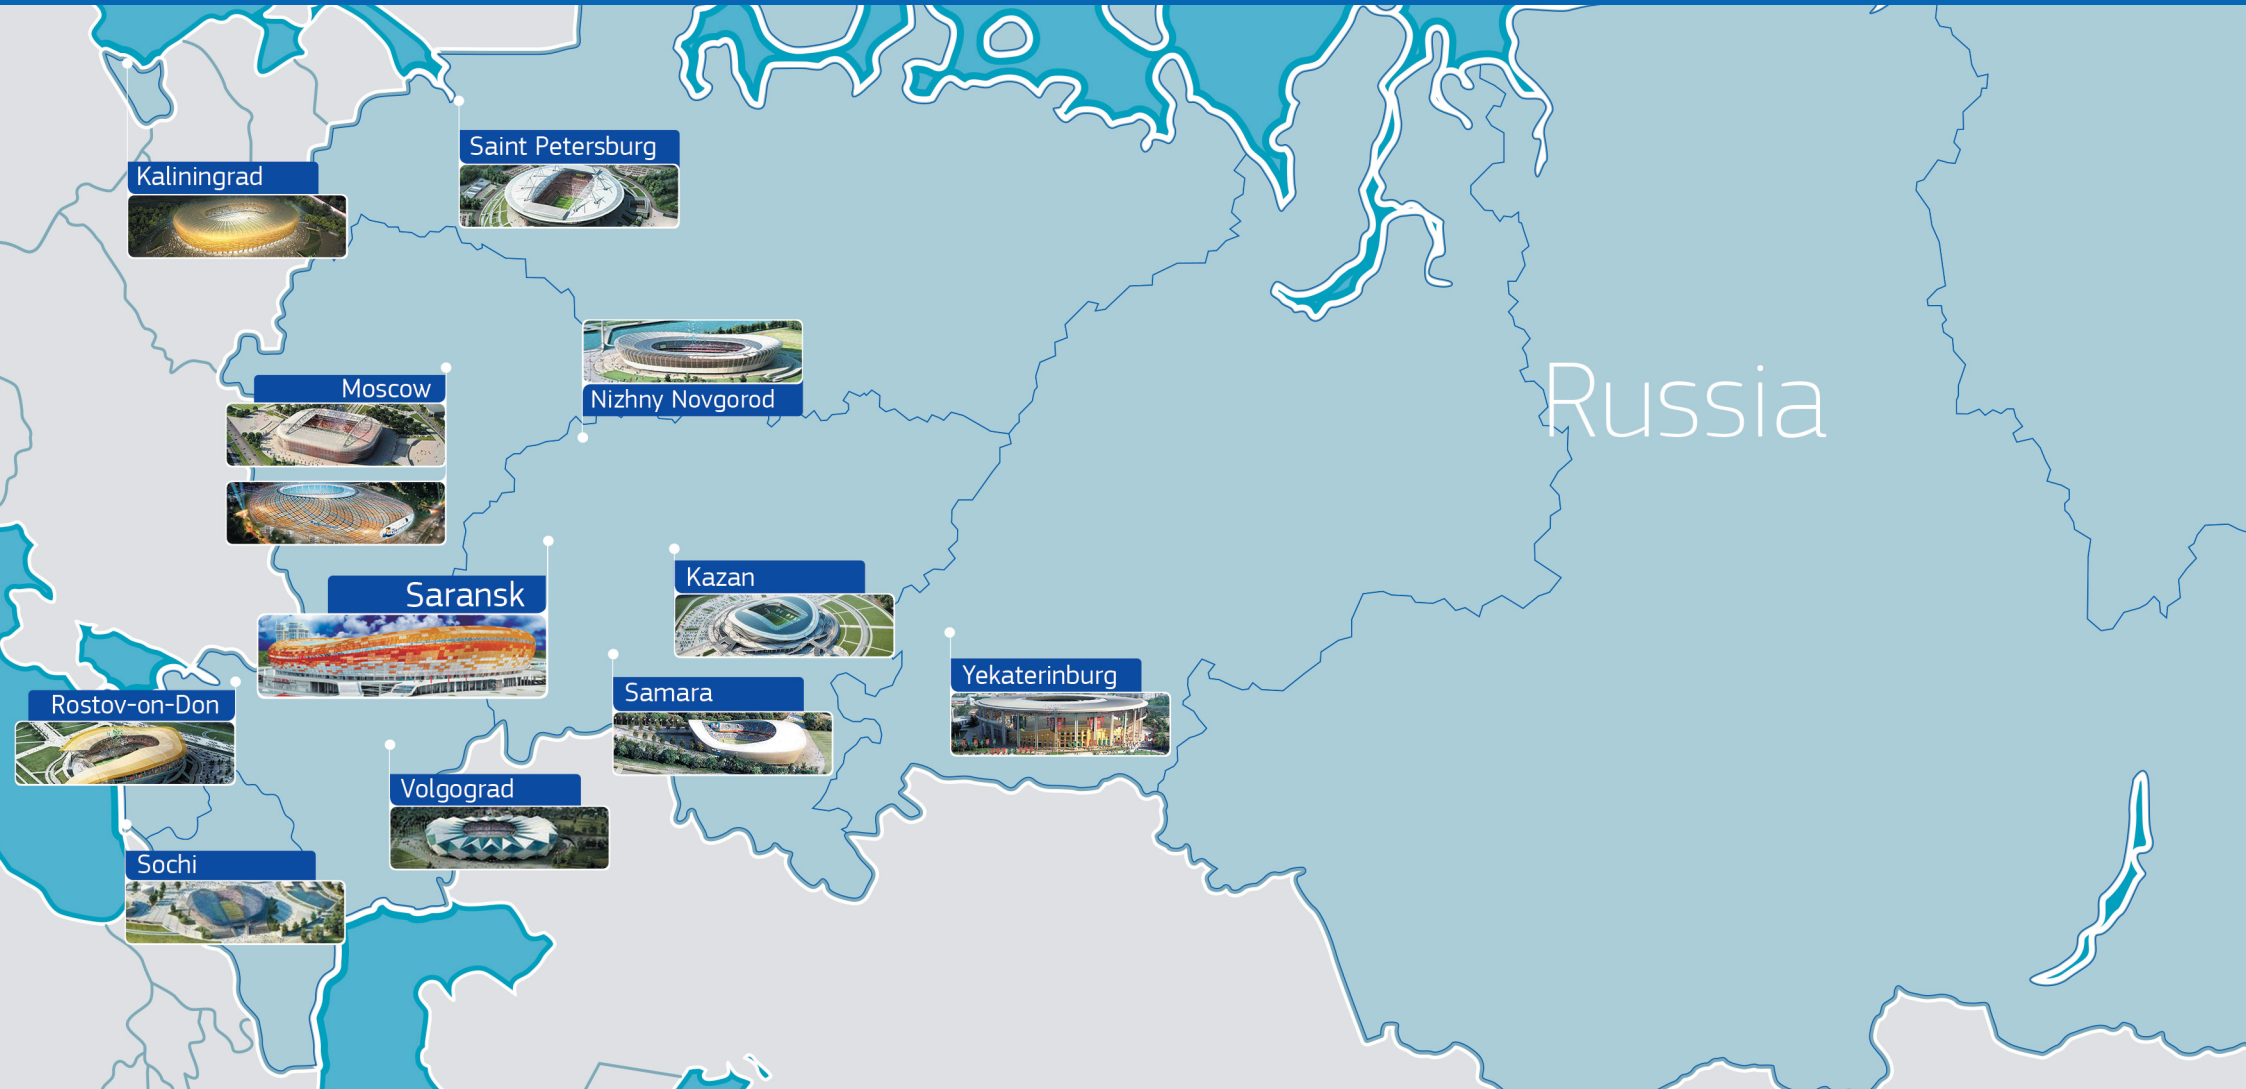 Saint Petersburg
Kaliningrad
Moscow
Nizhny Novgorod
Russia
Saransk
Kazan
Yekaterinburg
Samara
Rostov-on-Don
Volgograd
Sochi